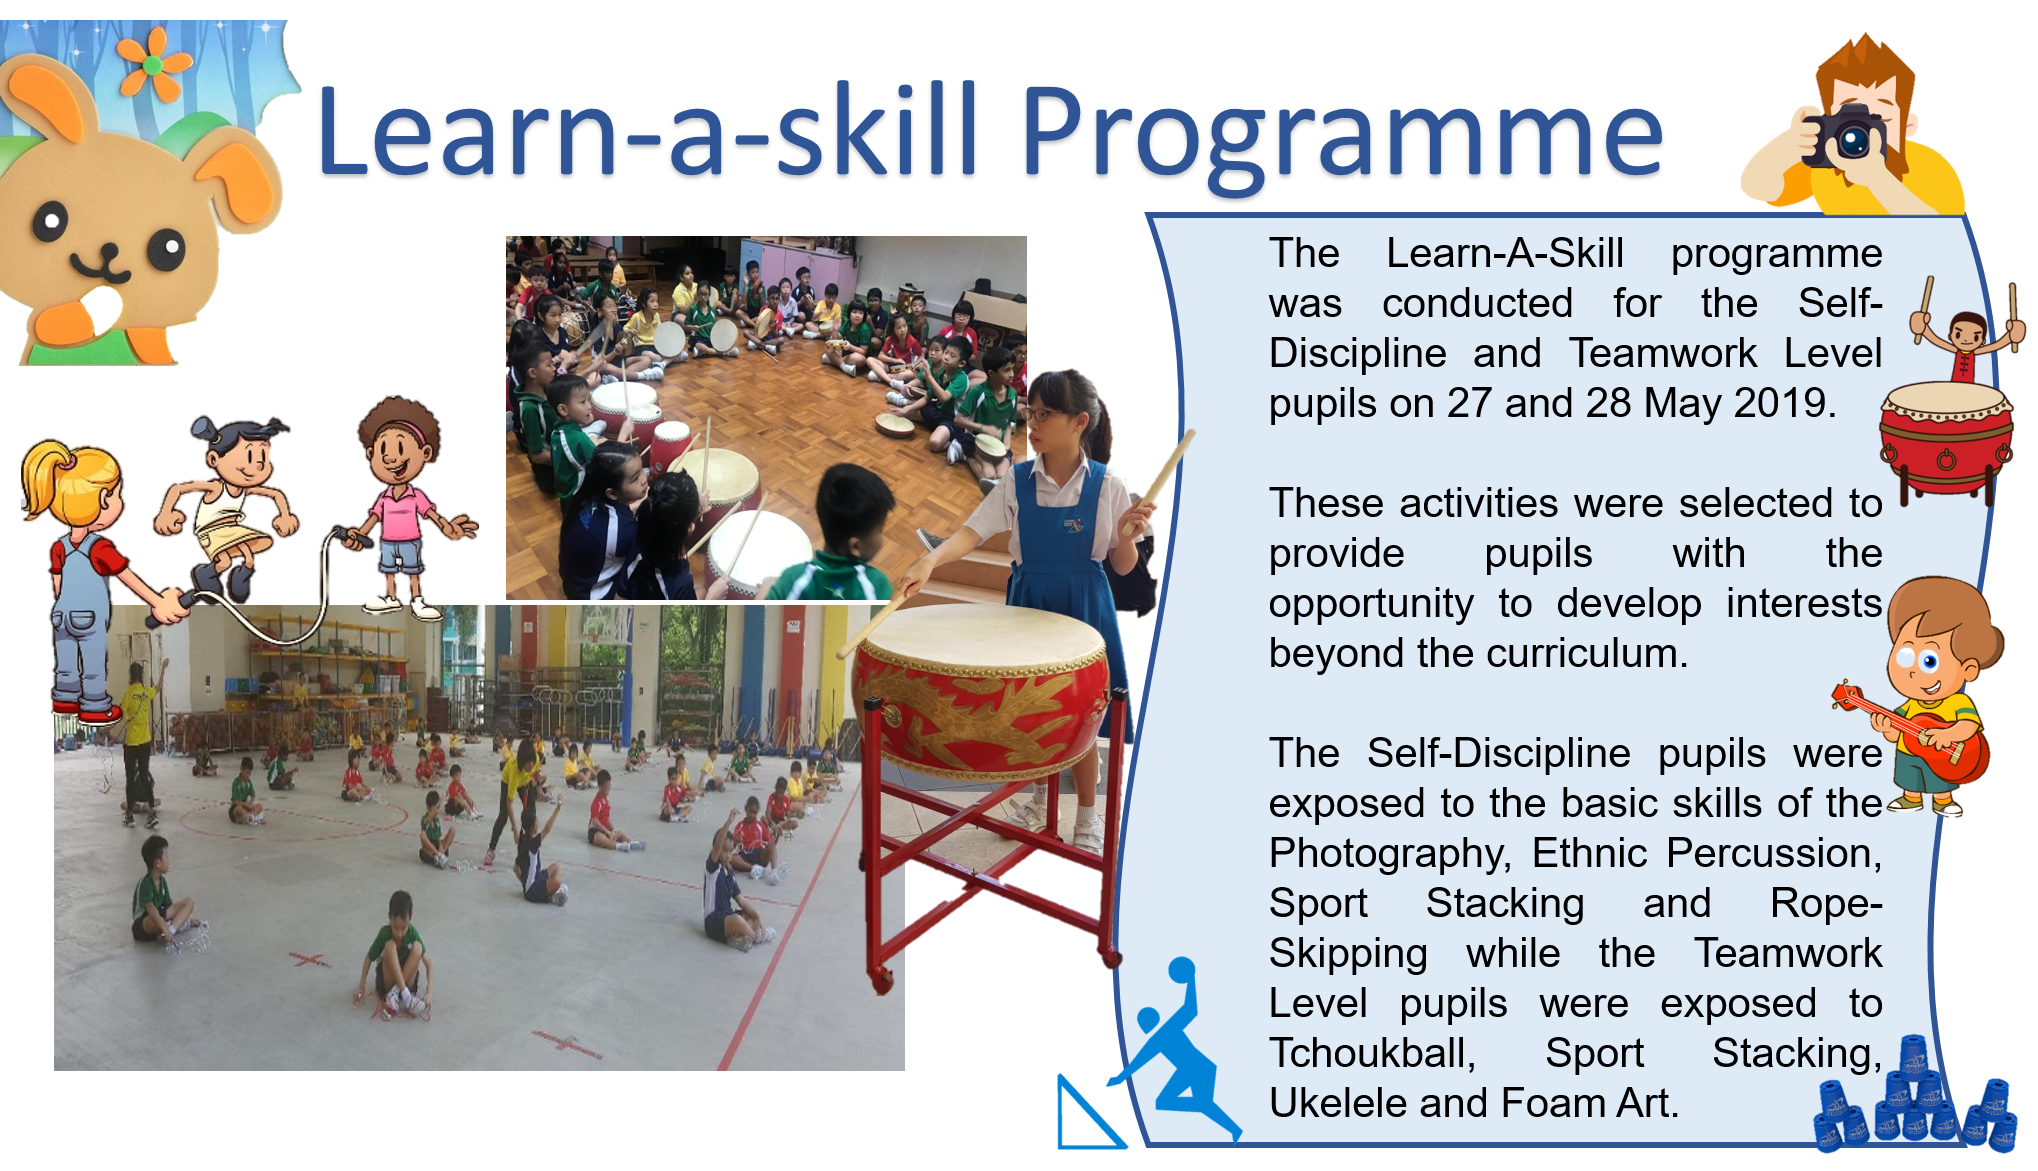 Learn-a-skill Programme
The Learn-A-Skill programme
was conducted for the Self-
Discipline and Teamwork Level
pupils on 27 and 28 May 2019.
These activities were selected to
provide pupils with the
opportunity to develop interests
beyond the curriculum.
The Self-Discipline pupils were
exposed to the basic skills of the
Photography, Ethnic Percussion,
Sport Stacking and Rope-
Skipping while the Teamwork
Level pupils were exposed to
Tchoukball, Sport Stacking,
Ukelele and Foam Art.